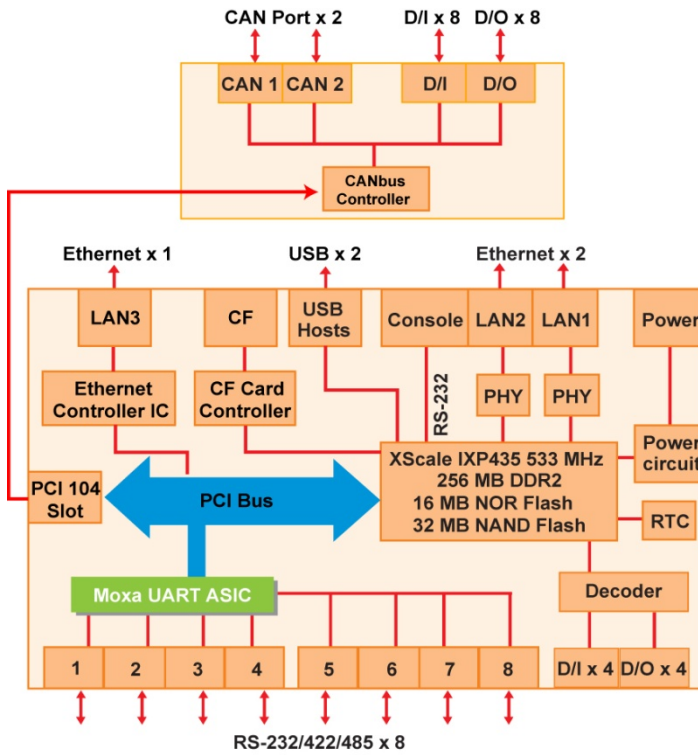 CAN Port x 2 D/I x 8 D/O x 8
CAN 1 CAN 2 D/I D/O
CANbus
Controller
Ethernet x 1 USB x 2 Ethernet x 2
LAN3 CF USB
Hosts Console LAN2 LAN1 Power
Ethernet
Controller IC
CF Card
Controller
RS-232
PHY PHY
Power
circuit
XScale IXP435 533 MHz
256 MB DDR2
16 MB NOR Flash
32 MB NAND Flash
PCI 104
Slot
PCI Bus
RTC
Moxa UART ASIC
Decoder
1 2 3 4 5 6 7 8
D/I x 4 D/O x 4
RS-232/422/485 x 8